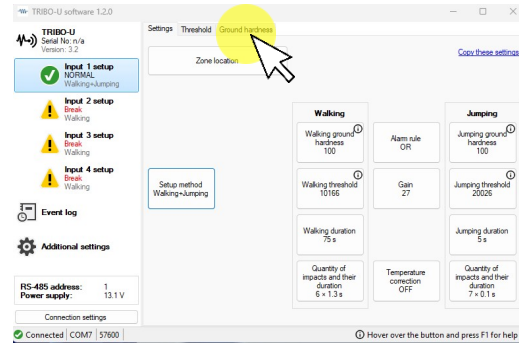 TRIBO-U software 1.2.0
TRIBO-U
Serial No: n/a
Version: 3.2
Input 1 setup
NORMAL
Walking+Jumping
Input 2 setup
Break
Walking
Input 3 setup
Break
Walking
Input 4 setup
Break
Walking
Event log
Additional settings
RS-485 address: 1
Power supply: 13.1 V
Connection settings
Settings Threshold Ground hardness
Zone location
Copy these settings
Setup method
Walking+Jumping
Walking
Walking ground
hardness
100
Walking threshold
10166
Walking duration
75 s
Quantity of
impacts and their
duration
6 × 1.3 s
Alarm rule
OR
Gain
27
Temperature
correction
OFF
Jumping
Jumping ground
hardness
100
Jumping threshold
20026
Jumping duration
5 s
Quantity of
impacts and their
duration
7 × 0.1 s
Connected COM7 57600
Hover over the button and press F1 for help